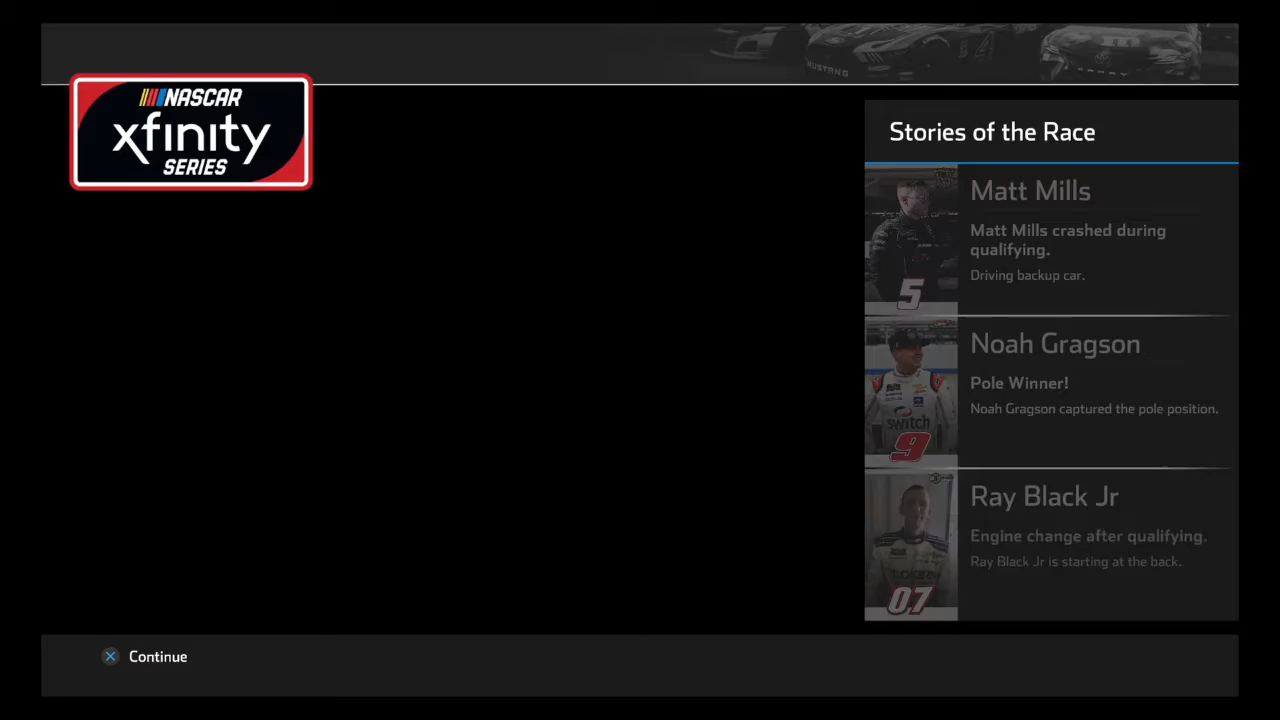 NASCAR
xfinity
SERIES
MUSTANG
Stories of the Race
Matt Mills
Matt Mills crashed during
qualifying.
Driving backup car.
5
Noah Gragson
Pole Winner!
Noah Gragson captured the pole position.
switch
9
Ray Black Jr
Engine change after qualifying.
Ray Black Jr is starting at the back.
07
Continue